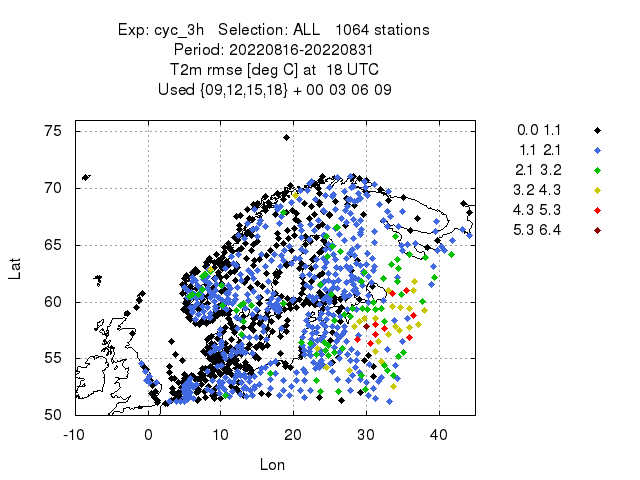 Exp: cyc_3h   Selection: ALL   1064 stations
Period: 20220816-20220831
T2m rmse [deg C] at  18 UTC
Used {09,12,15,18} + 00 03 06 09
0.0 1.1
1.1 2.1
2.1 3.2
3.2 4.3
4.3 5.3
5.3 6.4
75
70
65
60
55
50
Lat
-10 0 10 20 30 40
Lon